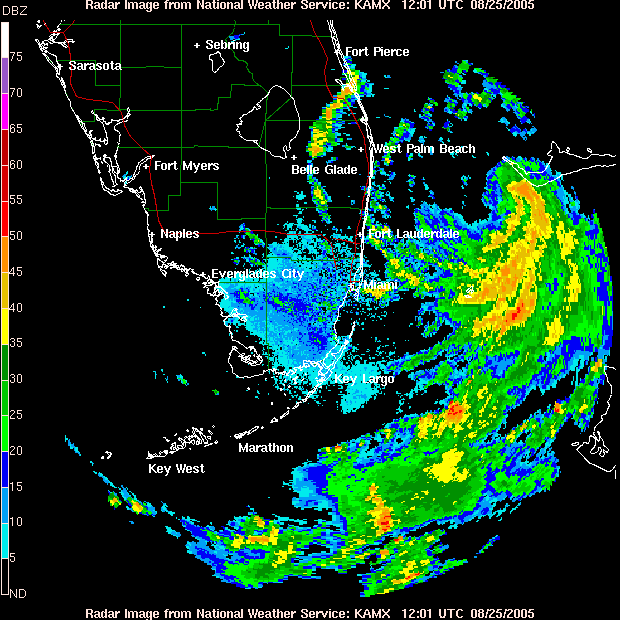 Radar Image from National Weather Service: KAMX 12:01 UTC 08/25/2005
DBZ
75
70
65
60
55
50
45
40
35
30
25
20
15
10
5
ND
Sebring
Fort Pierce
Sarasota
West Palm Beach
Fort Myers
Belle Glade
Naples
Fort Lauderdale
Everglades City
Miami
Key Largo
Marathon
Key West
Radar Image from National Weather Service: KAMX 12:01 UTC 08/25/2005